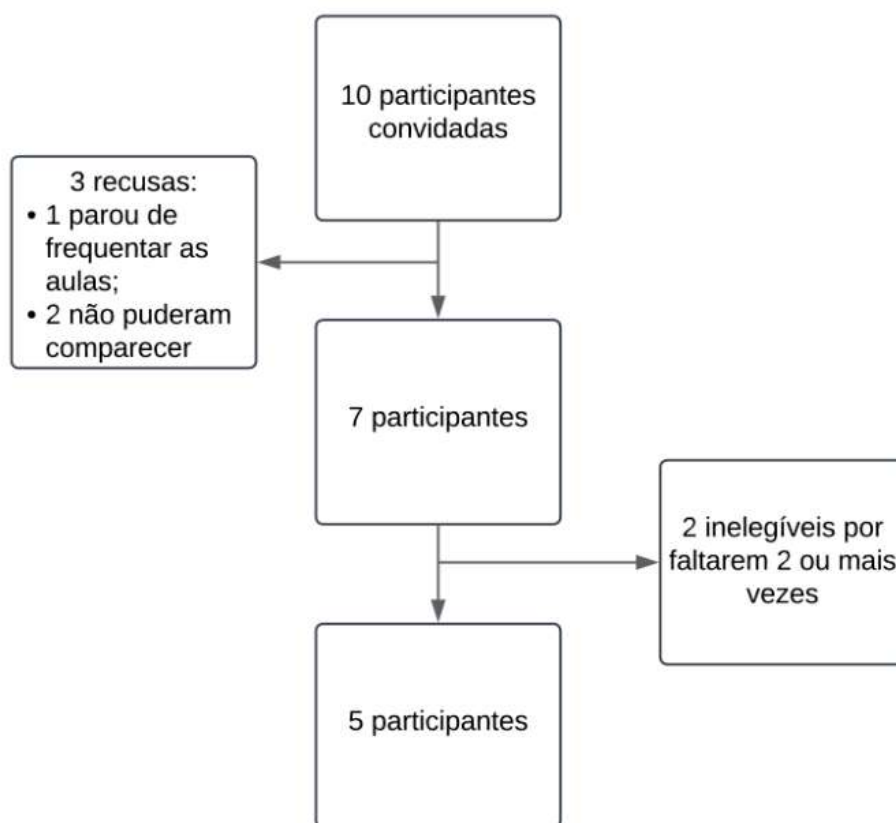 10 participantes
convidadas
3 recusas:
• 1 parou de
frequentar as
aulas;
• 2 não puderam
comparecer
7 participantes
2 inelegíveis por
faltarem 2 ou mais
vezes
5 participantes